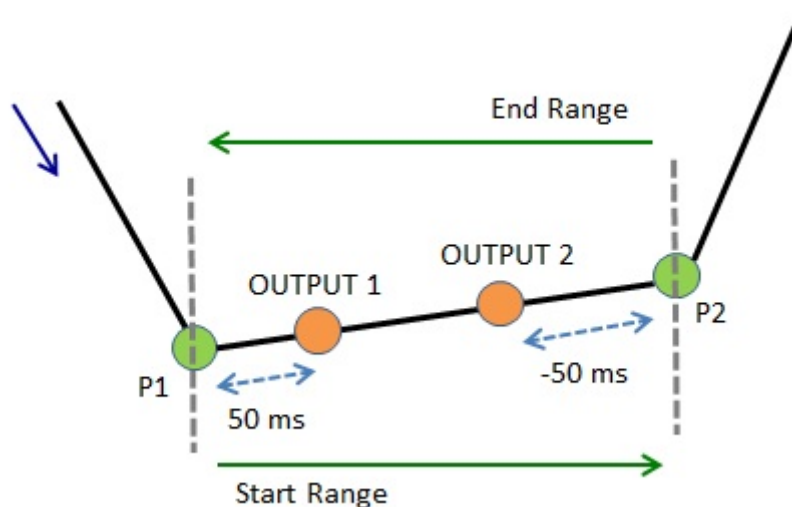 End Range
OUTPUT 2
OUTPUT 1
P2
P1
-50 ms
50 ms
Start Range